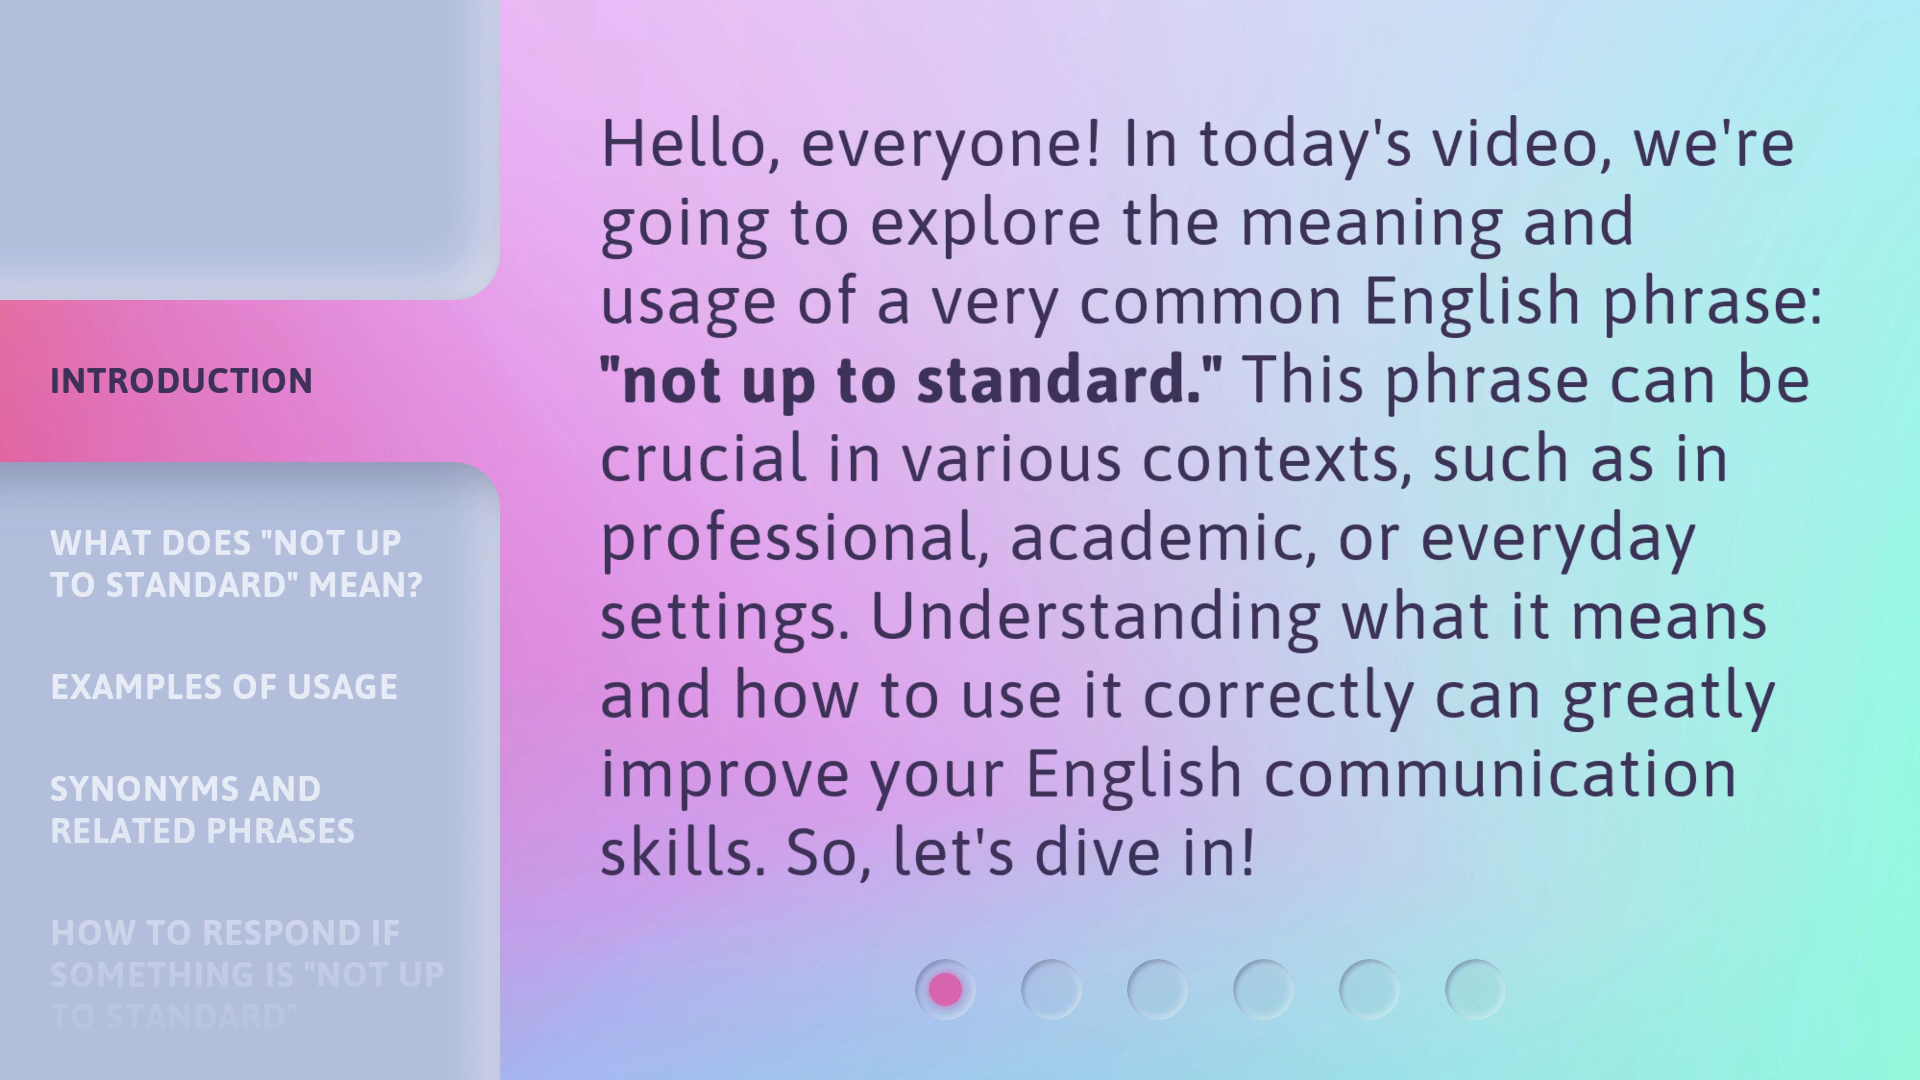 INTRODUCTION
WHAT DOES "NOT UP
TO STANDARD" MEAN?
EXAMPLES OF USAGE
SYNONYMS AND
RELATED PHRASES
HOW TO RESPOND IF
SOMETHING IS "NOT UP
TO STANDARD"
Hello, everyone! In today's video, we're
going to explore the meaning and
usage of a very common English phrase:
"not up to standard." This phrase can be
crucial in various contexts, such as in
professional, academic, or everyday
settings. Understanding what it means
and how to use it correctly can greatly
improve your English communication
skills. So, let's dive in!